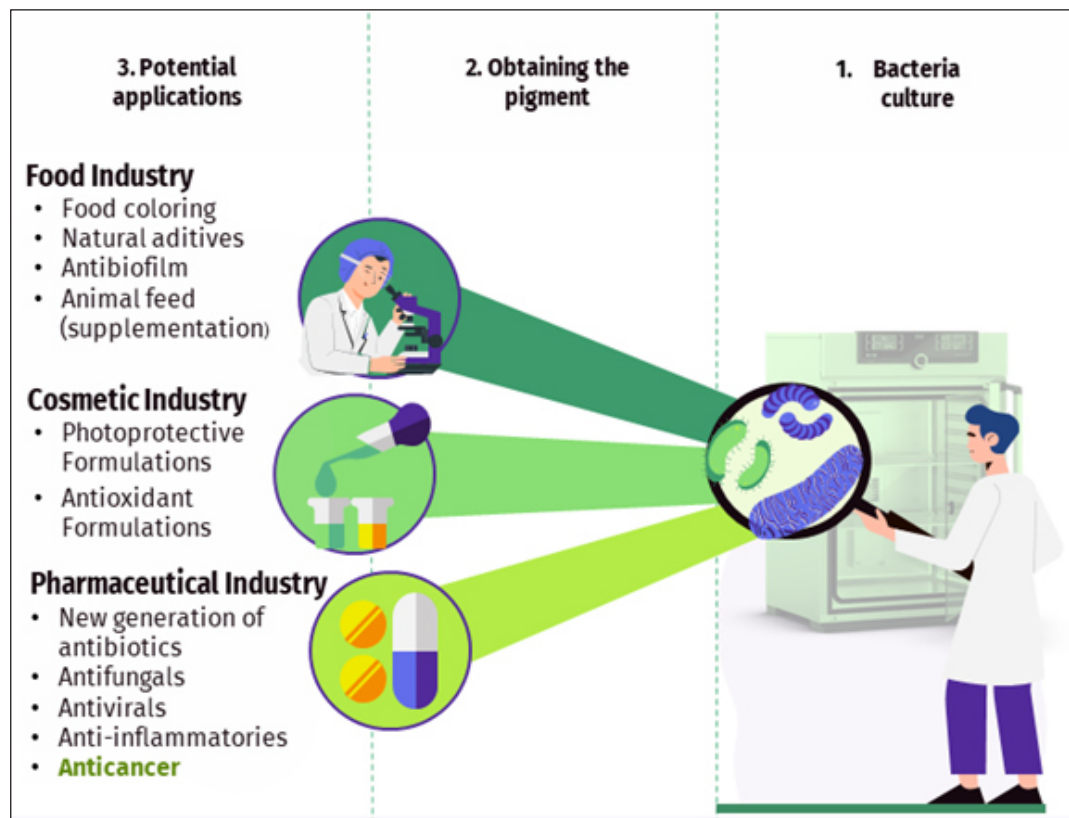 3. Potential
applications
2. Obtaining the
pigment
1. Bacteria
culture
Food Industry
• Food coloring
• Natural aditives
• Antibiofilm
• Animal feed
(supplementation)
Cosmetic Industry
• Photoprotective
Formulations
• Antioxidant
Formulations
Pharmaceutical Industry
• New generation of
antibiotics
• Antifungals
• Antivirals
• Anti-inflammatories
• Anticancer